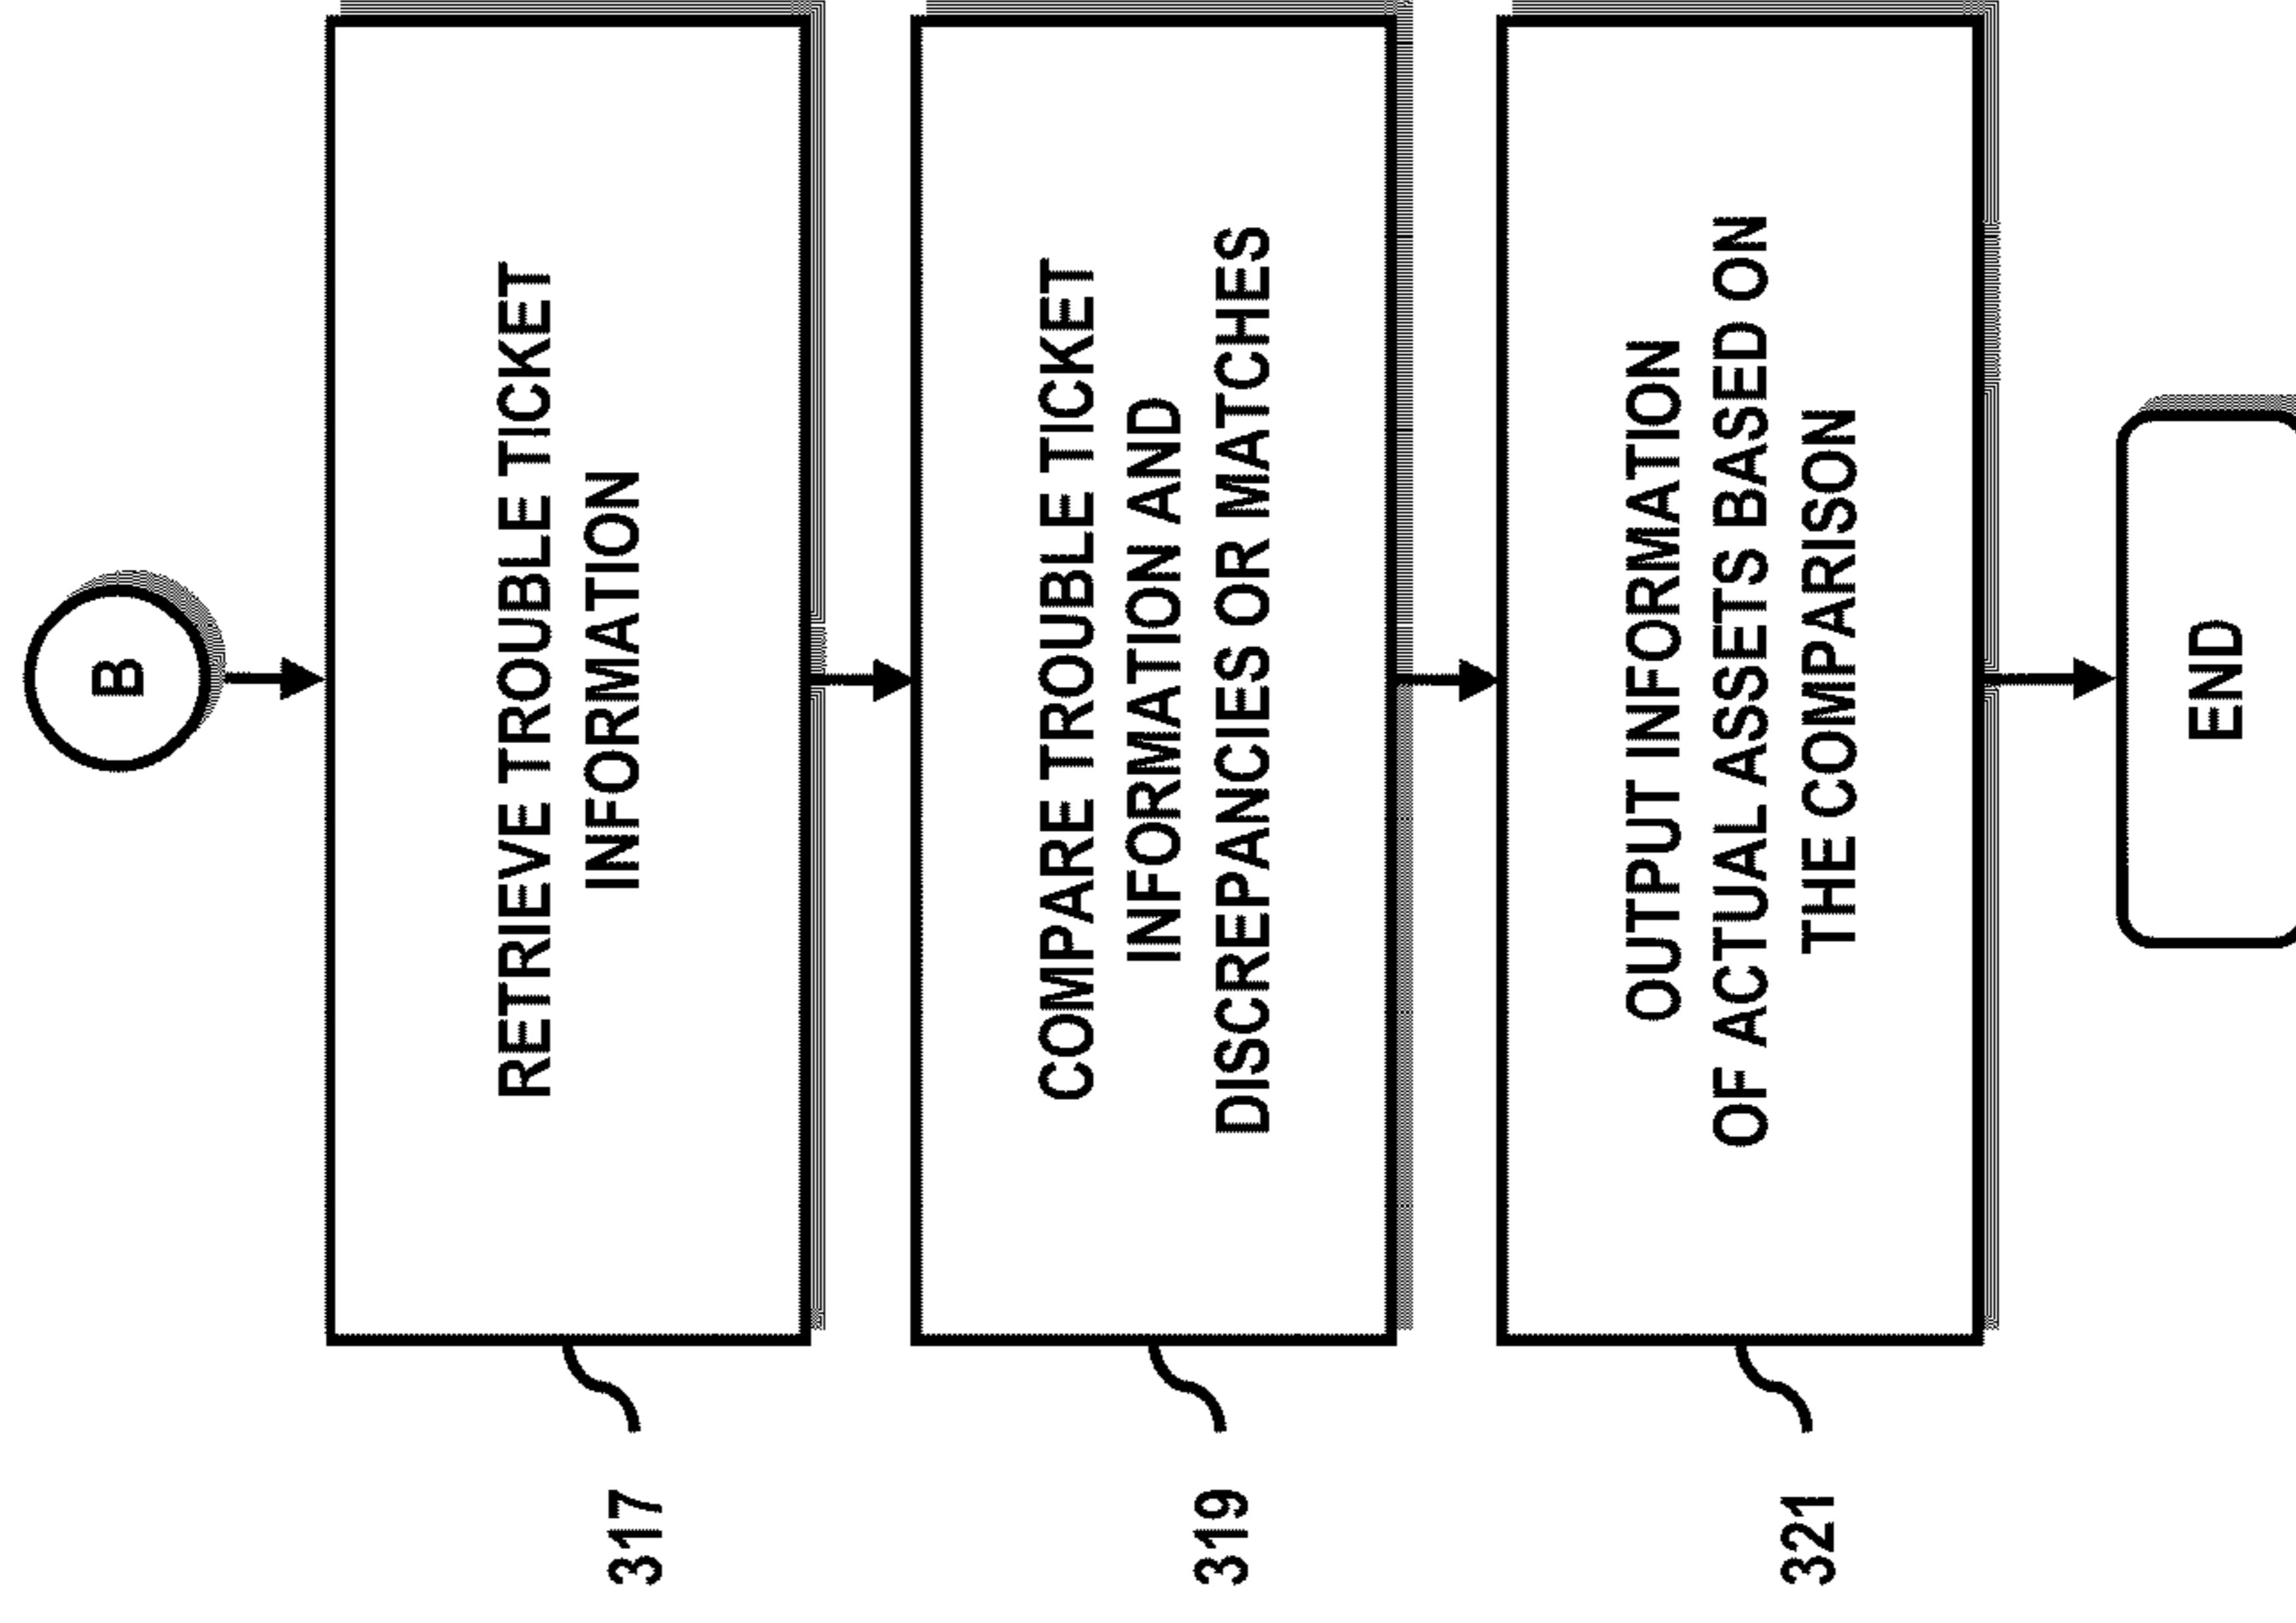 B
RETRIEVE TROUBLE TICKET
INFORMATION
317
COMPARE TROUBLE TICKET
INFORMATION AND
DISCREPANCIES OR MATCHES
319
OUTPUT INFORMATION
OF ACTUAL ASSETS BASED ON
THE COMPARISON
321
END